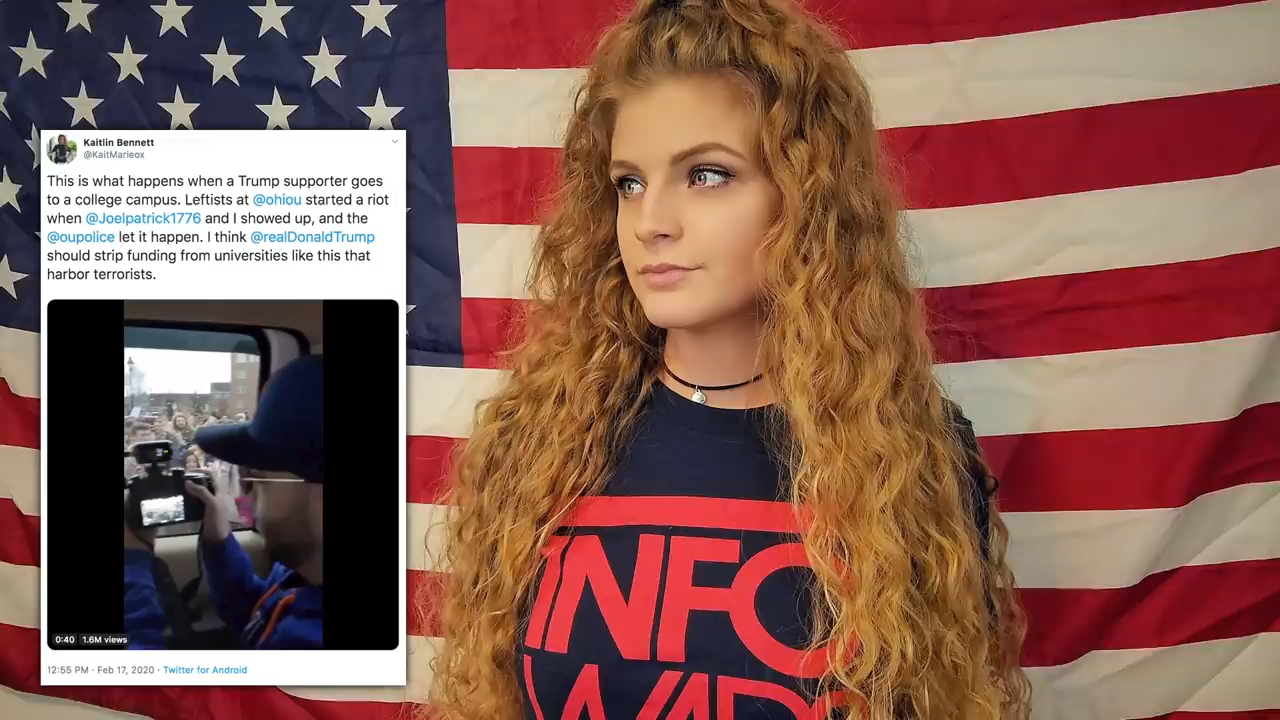 Kaitlin Bennett
@KaitMarieox
This is what happens when a Trump supporter goes
to a college campus. Leftists at @ohiou started a riot
when @Joelpatrick1776 and I showed up, and the
@oupolice let it happen. I think @realDonaldTrump
should strip funding from universities like this that
harbor terrorists.
0:40 1.6M views
12:55 PM · Feb 17, 2020 · Twitter for Android
INFO
WARS